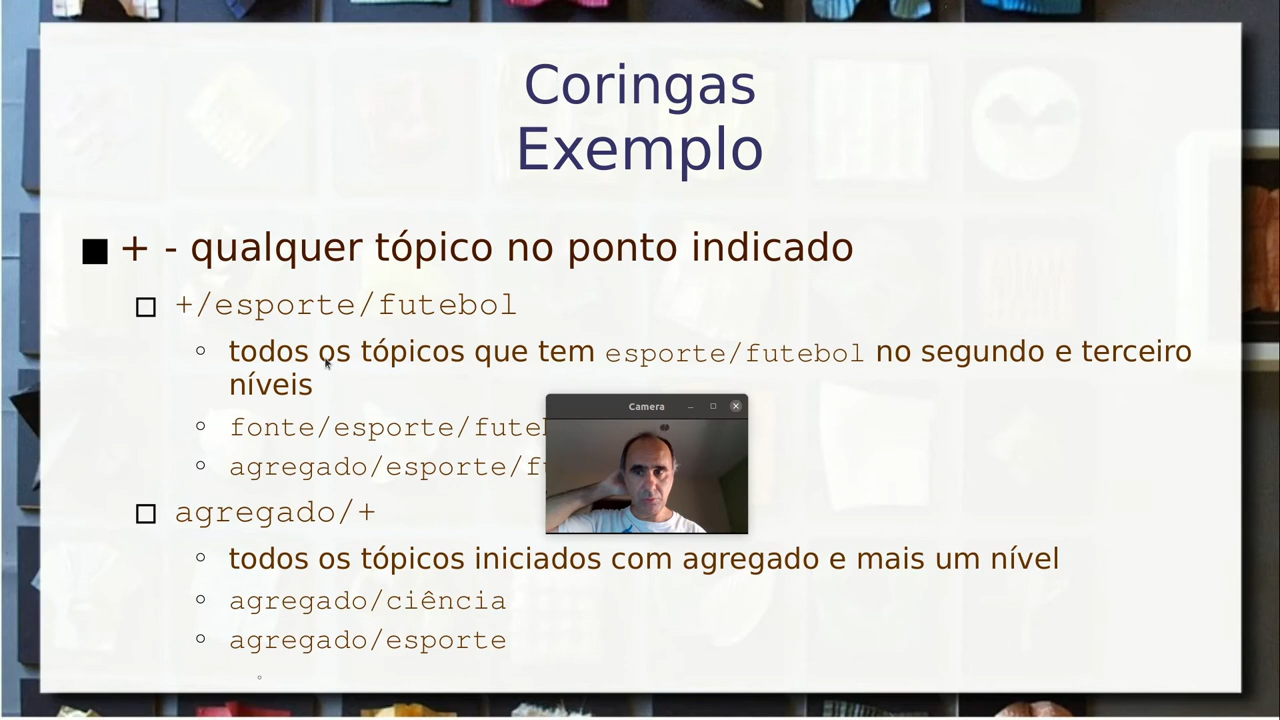 Coringas
Exemplo
+ - qualquer tópico no ponto indicado
+/esporte/futebol
todos os tópicos que tem esporte/futebol no segundo e terceiro
níveis
fonte/esporte/
agregado/esporte/
Camera
agregado/+
todos os tópicos iniciados com agregado e mais um nível
agregado/ciência
agregado/esporte